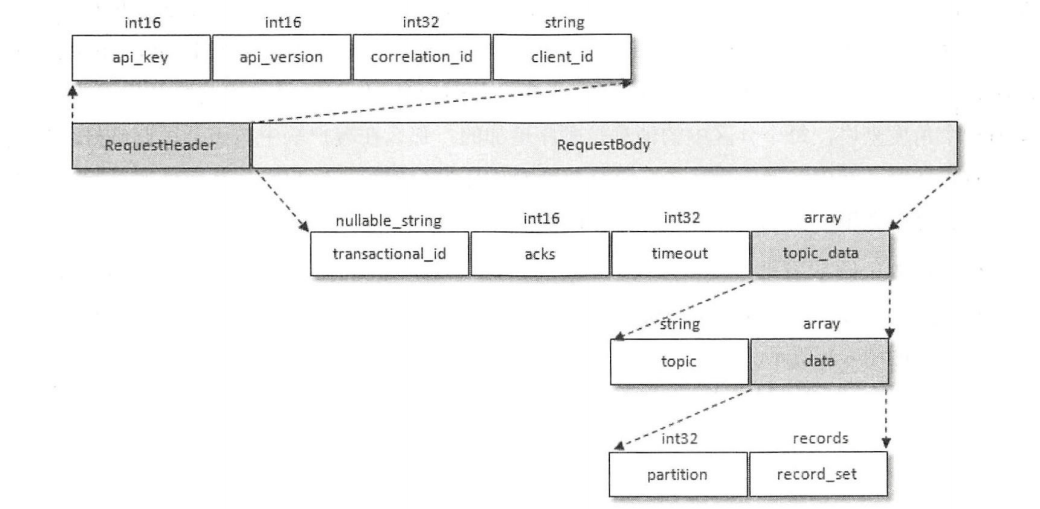 int16 int16 int32 string
api_key api_version correlation_id client_id
RequestHeader RequestBody
nullable_string int16 int32 array
transactional_id acks timeout topic_data
string array
topic data
int32 records
partition record_set